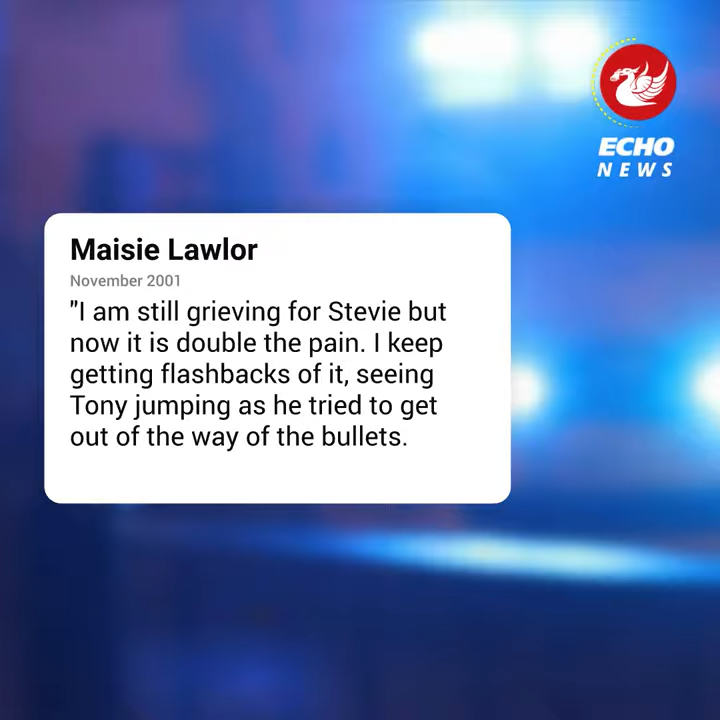 ECHO
NEWS
Maisie Lawlor
November 2001
"I am still grieving for Stevie but
now it is double the pain. I keep
getting flashbacks of it, seeing
Tony jumping as he tried to get
out of the way of the bullets.